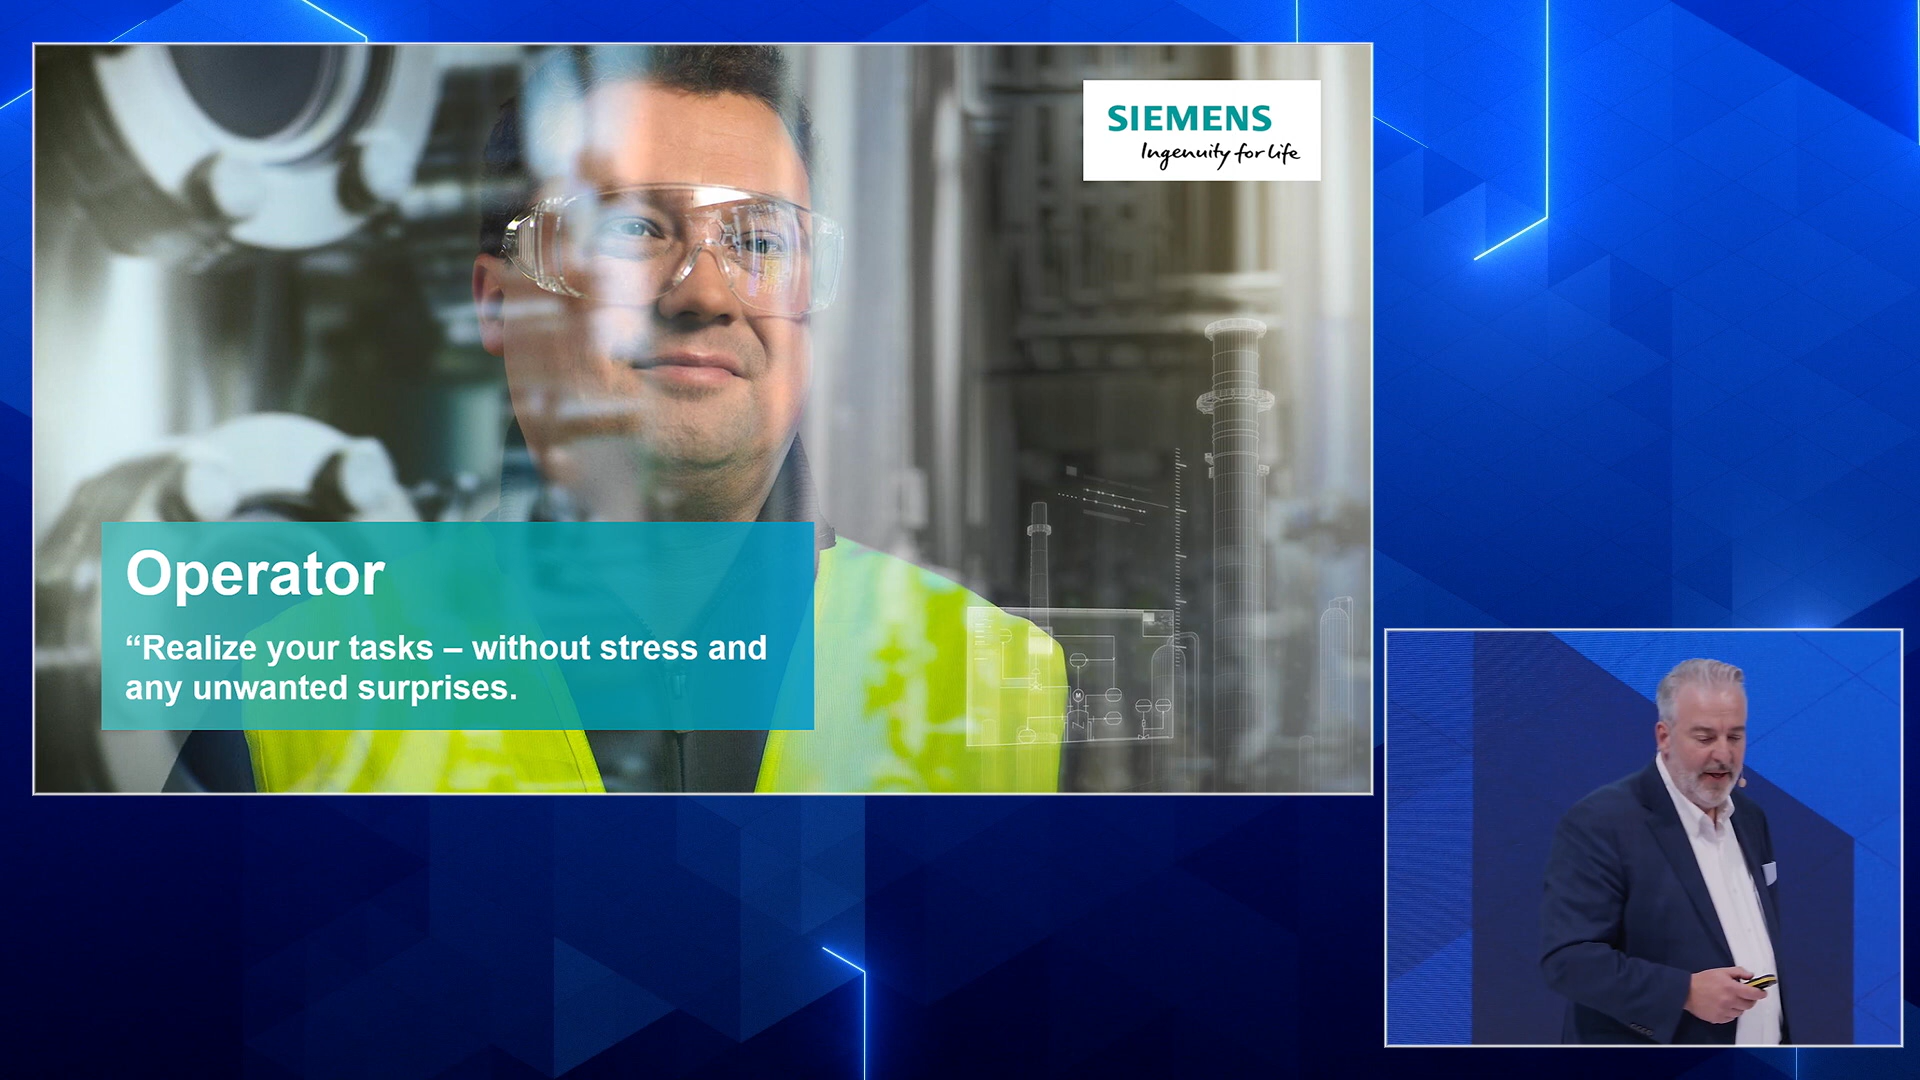 SIEMENS
Ingenuity for life
Operator
“Realize your tasks – without stress and
any unwanted surprises.